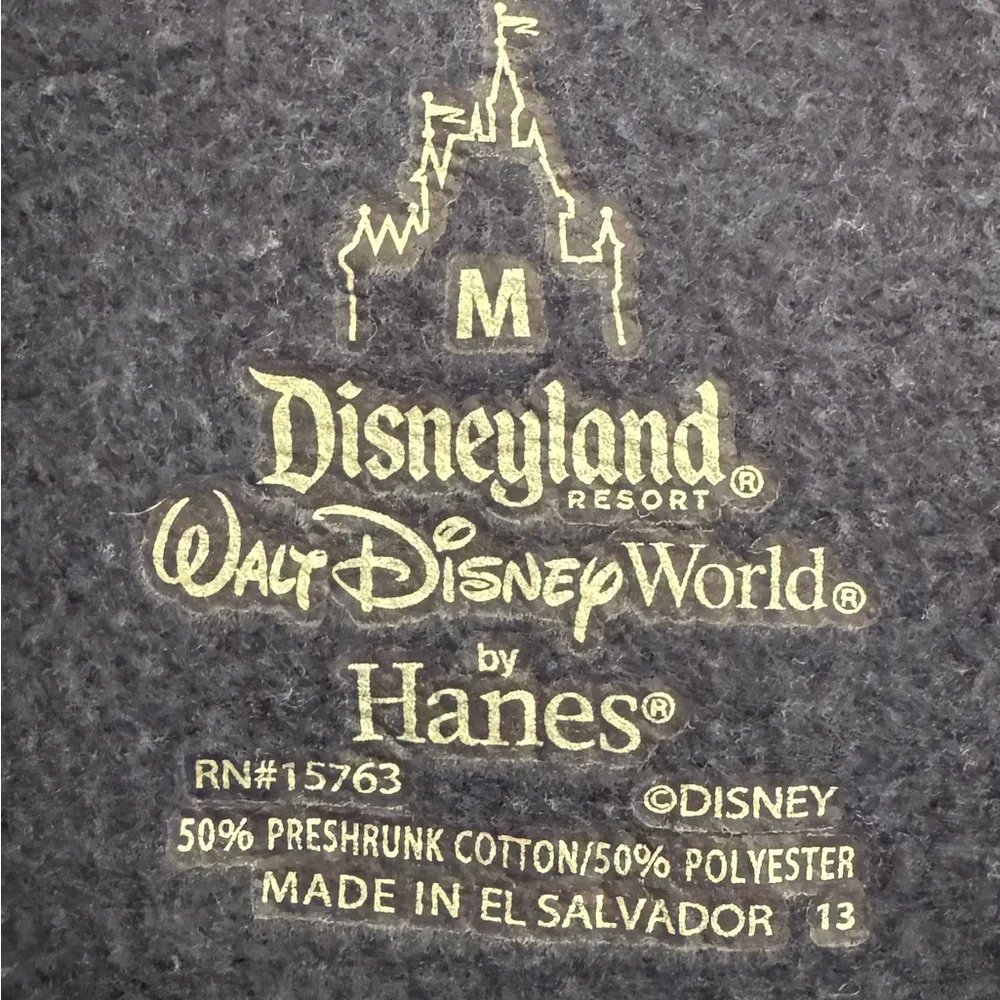 M
Disneyland®
RESORT
WALT DISNEY World®
by
Hanes®
RN#15763
©DISNEY
50% PRESHRUNK COTTON/50% POLYESTER
MADE IN EL SALVADOR 13